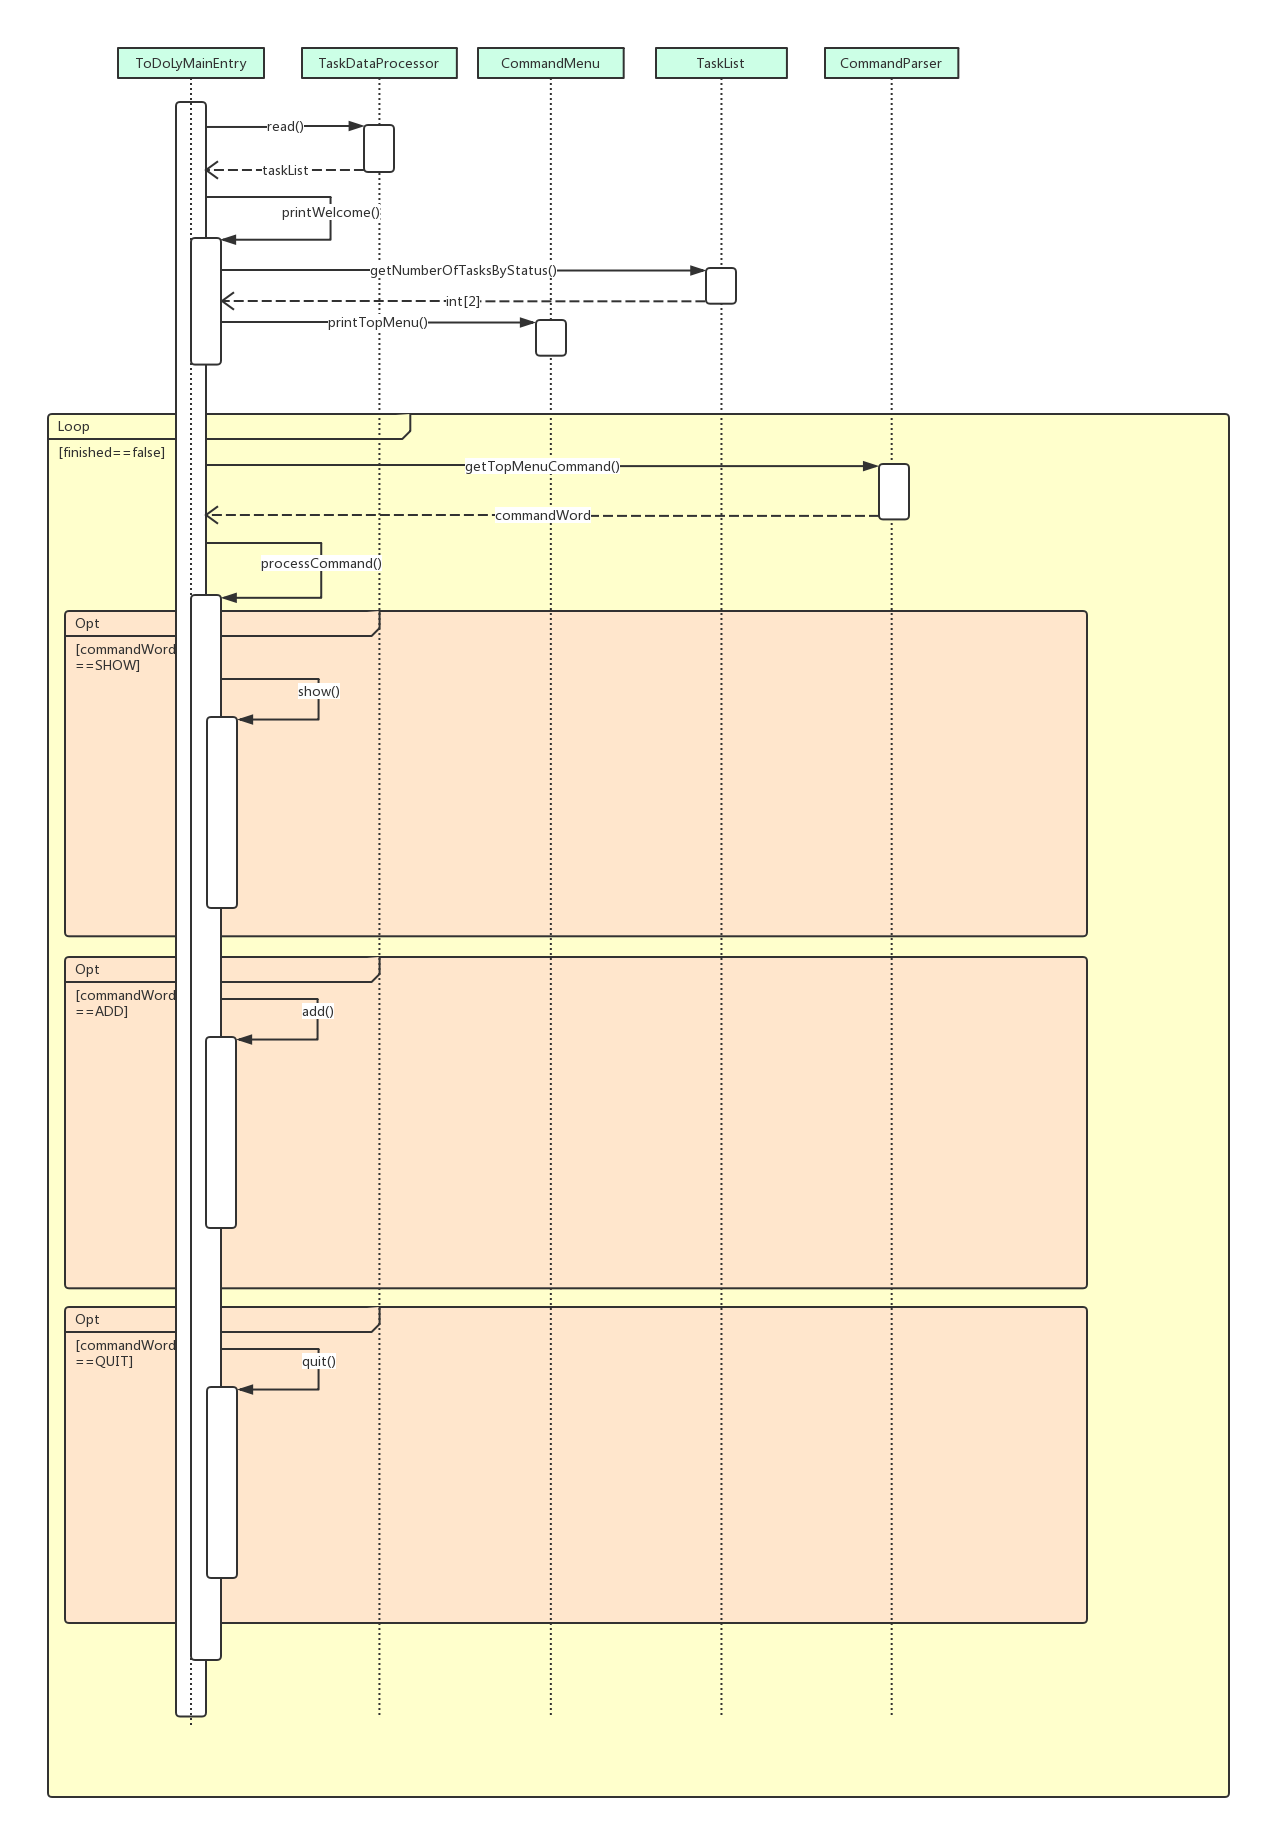 ToDoLyMainEntry
TaskDataProcessor
CommandMenu
TaskList
CommandParser
read()
taskList
printWelcome()
getNumberOfTasksByStatus()
int[2]
printTopMenu()
Loop
[finished==false]
getTopMenuCommand()
commandWord
processCommand()
Opt
[commandWord
==SHOW]
show()
Opt
[commandWord
==ADD]
add()
Opt
[commandWord
==QUIT]
quit()